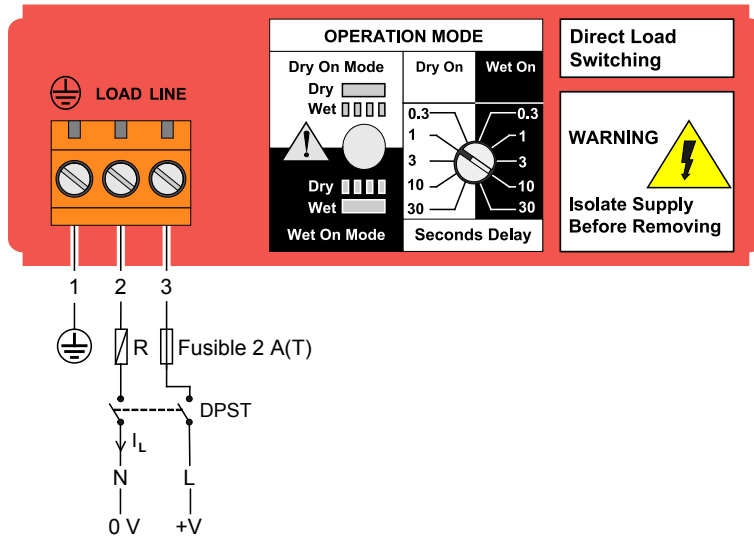 OPERATION MODE
Dry On Mode
Dry
Wet
Dry
Wet
Wet On Mode
Dry On
Wet On
0.3
0.3
1
1
3
3
10
10
30
30
Seconds Delay
Direct Load
Switching
WARNING
Isolate Supply
Before Removing
LOAD LINE
1 2 3
R
Fusible 2 A(T)
DPST
IL
N L
0 V +V